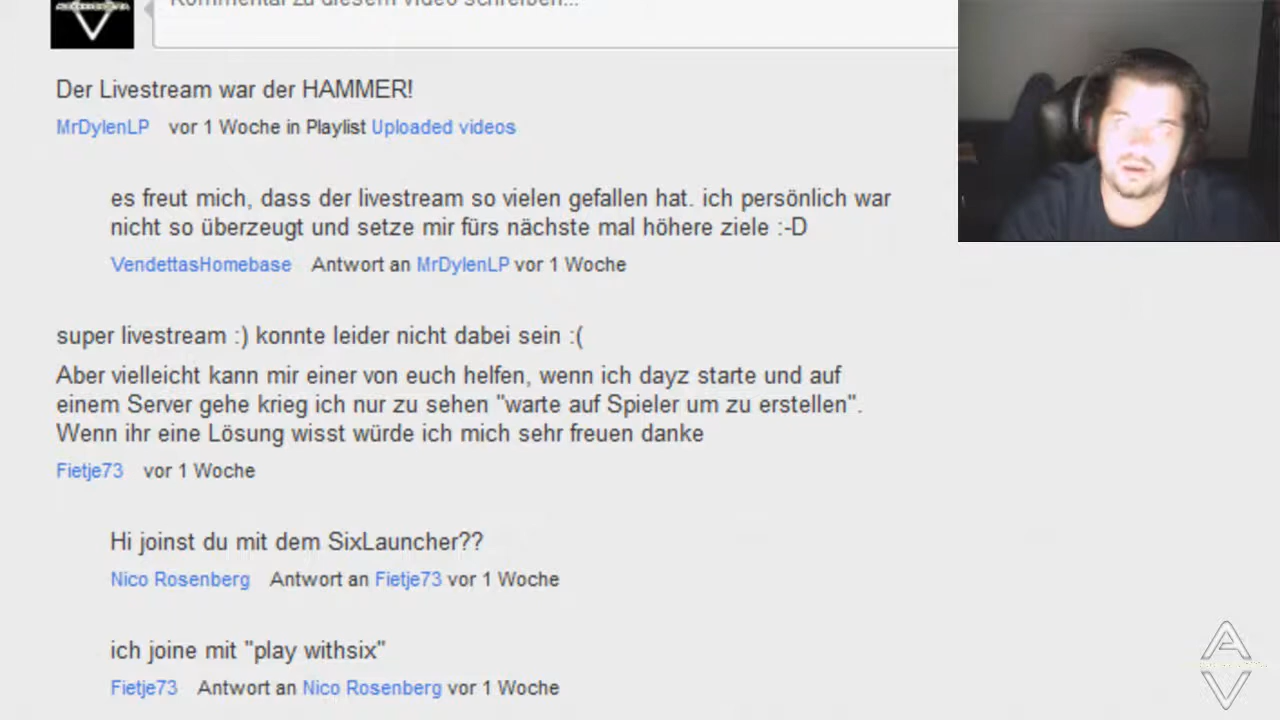 Kommentar zu diesem Video schreiben...
Der Livestream war der HAMMER!
MrDylenLP vor 1 Woche in Playlist Uploaded videos
es freut mich, dass der livestream so vielen gefallen hat. ich persönlich war
nicht so überzeugt und setze mir fürs nächste mal höhere ziele :-D
VendettasHomebase Antwort an MrDylenLP vor 1 Woche
super livestream :) konnte leider nicht dabei sein :(
Aber vielleicht kann mir einer von euch helfen, wenn ich dayz starte und auf
einem Server gehe krieg ich nur zu sehen "warte auf Spieler um zu erstellen".
Wenn ihr eine Lösung wisst würde ich mich sehr freuen danke
Fietje73 vor 1 Woche
Hi joinst du mit dem SixLauncher??
Nico Rosenberg Antwort an Fietje73 vor 1 Woche
ich joine mit "play withsix"
Fietje73 Antwort an Nico Rosenberg vor 1 Woche